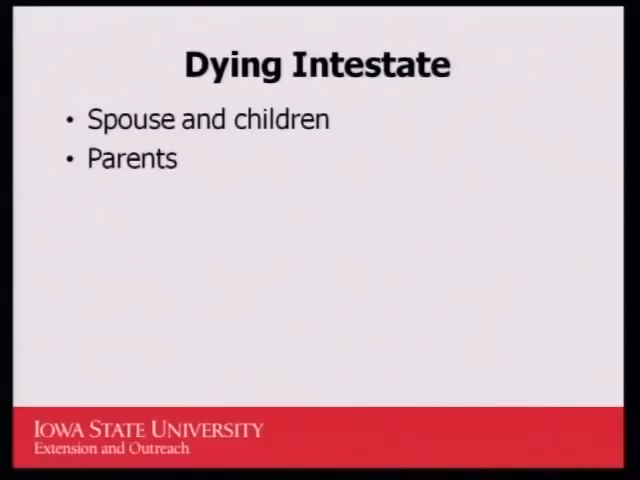 Dying Intestate
• Spouse and children
• Parents
IOWA STATE UNIVERSITY
Extension and Outreach